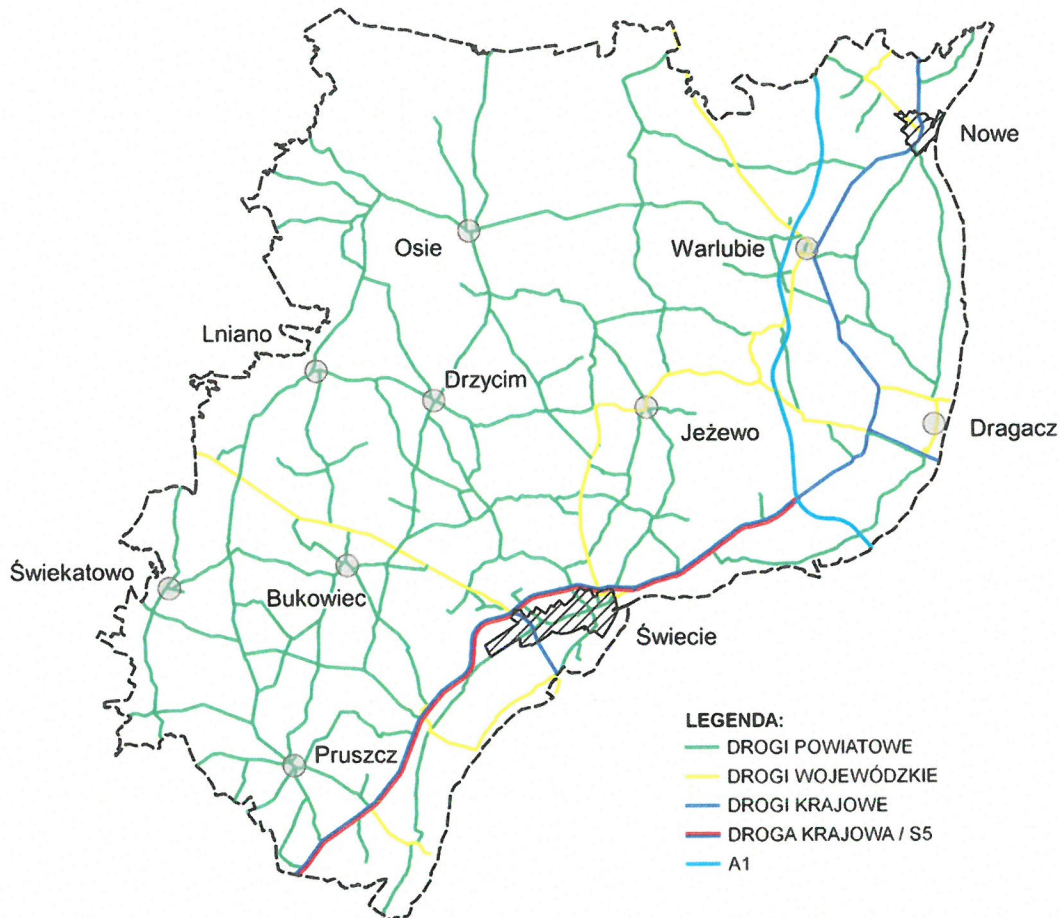 Nowe
Osie
Warlubie
Lniano
Drzycim
Jeżewo
Dragacz
Świekatowo
Bukowiec
Świecie
Pruszcz
LEGENDA:
DROGI POWIATOWE
DROGI WOJEWÓDZKIE
DROGI KRAJOWE
DROGA KRAJOWA / S5
A1